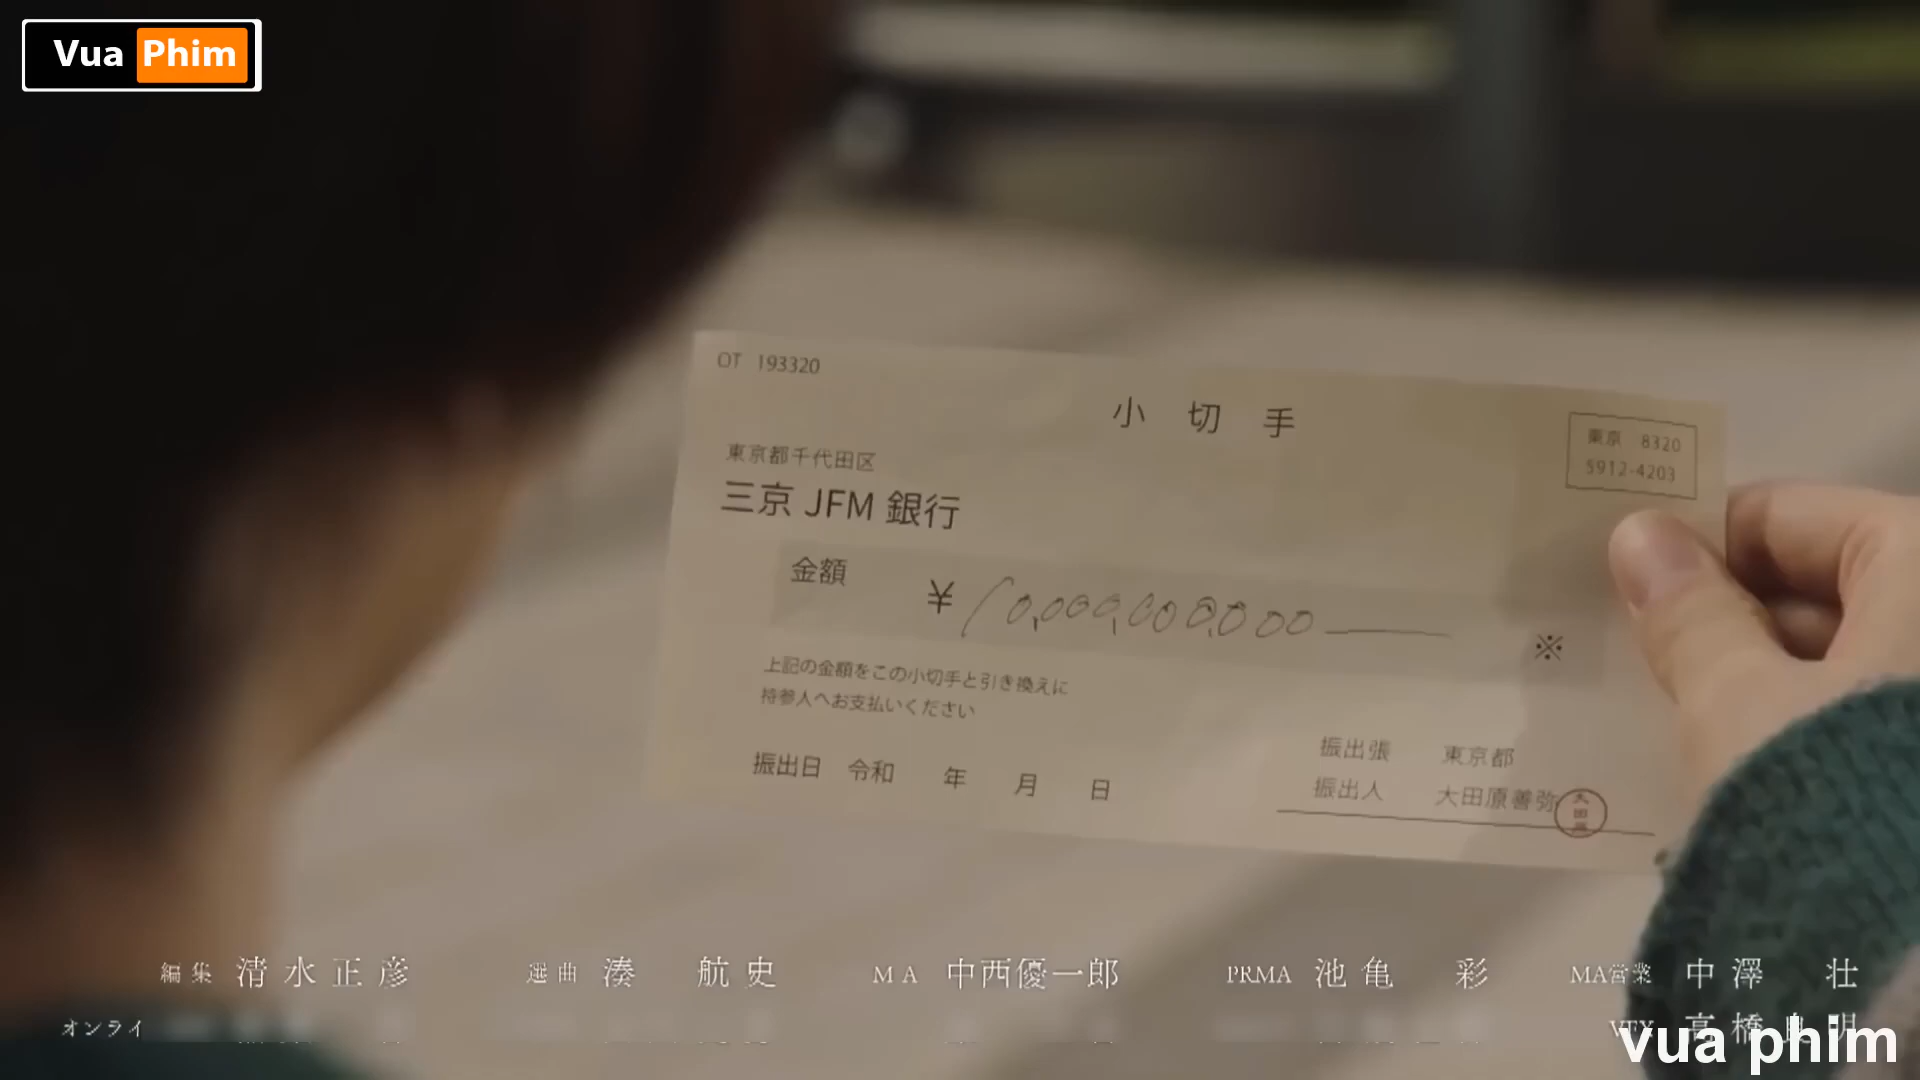 Vua Phim
OT 193320
小切手
東京 8320
5912-4203
東京都千代田区
三京 JFM 銀行
金額 ¥10,000,000,000 ※
上記の金額をこの小切手と引き換えに
持参人へお支払いください
振出張 東京都
振出日 令和 年 月 日
振出人 大田原善弥
編集 清水正彦 選曲 湊 航史 MA 中西優一郎 PRMA 池亀 彩 MA営業 中澤 壮
オンライ
VFX 高橋良明
vua phim